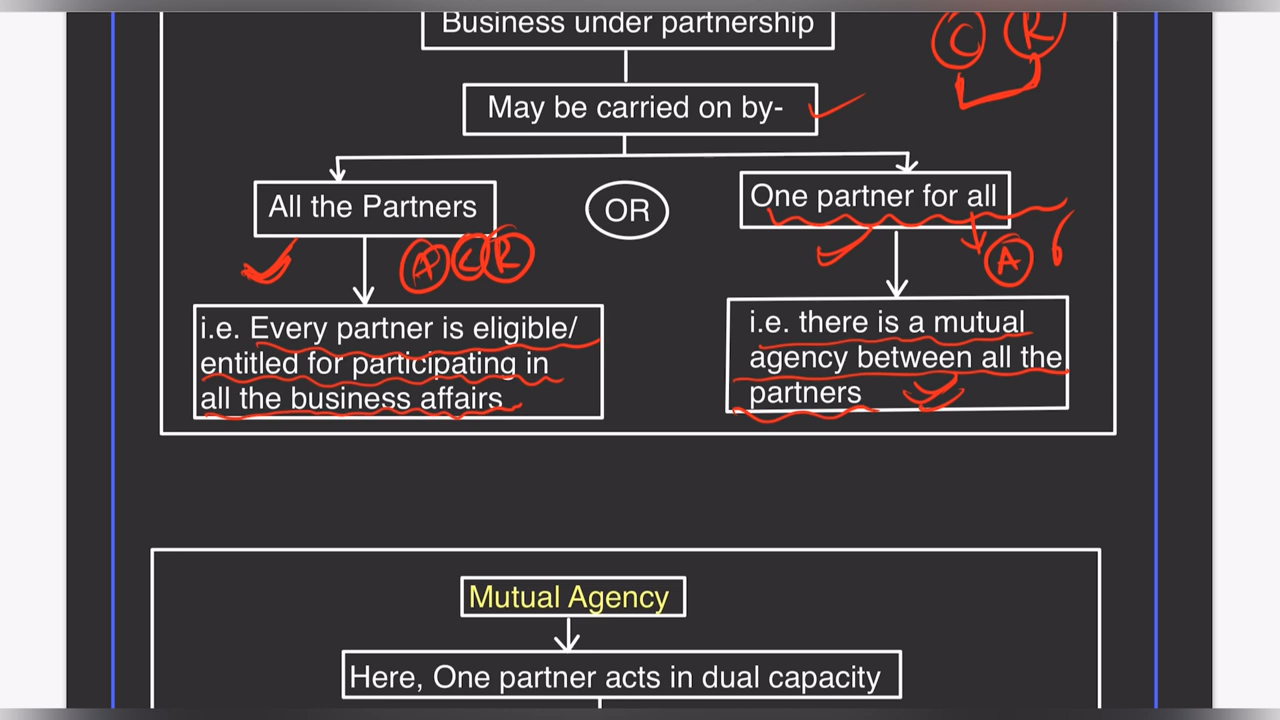 Business under partnership
C R
May be carried on by-
All the Partners
OR
One partner for all
A C R
A
i.e. Every partner is eligible/
entitled for participating in
all the business affairs
i.e. there is a mutual
agency between all the
partners
Mutual Agency
Here, One partner acts in dual capacity